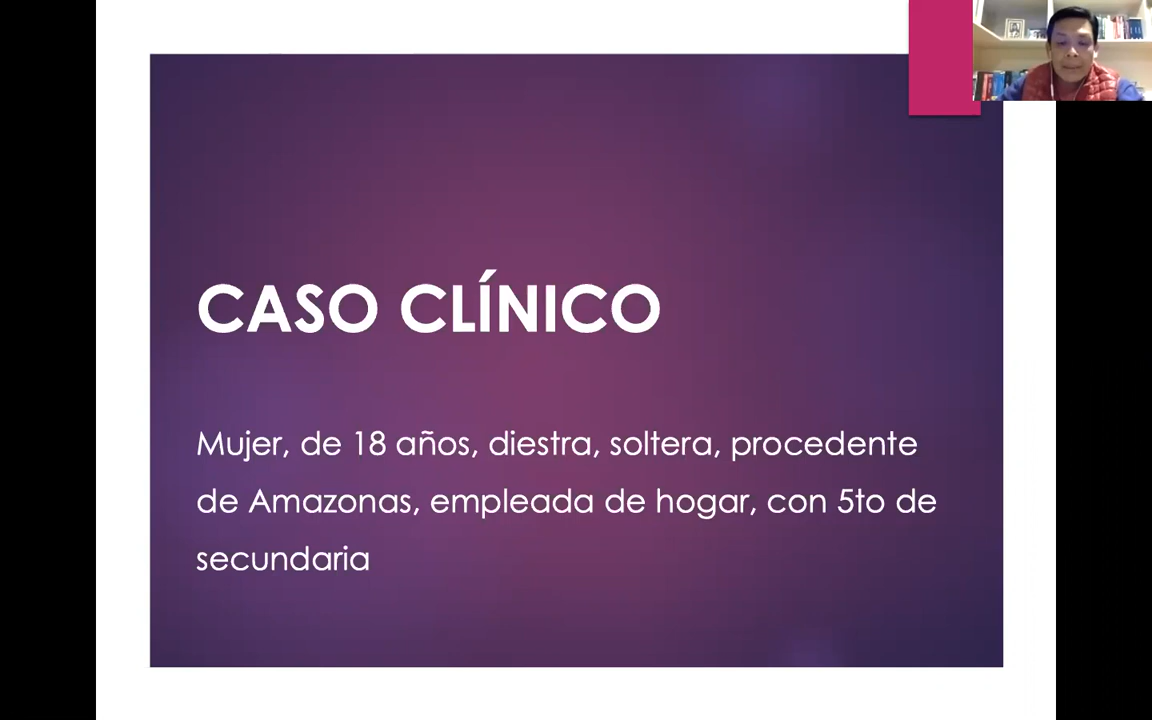 CASO CLÍNICO
Mujer, de 18 años, diestra, soltera, procedente
de Amazonas, empleada de hogar, con 5to de
secundaria